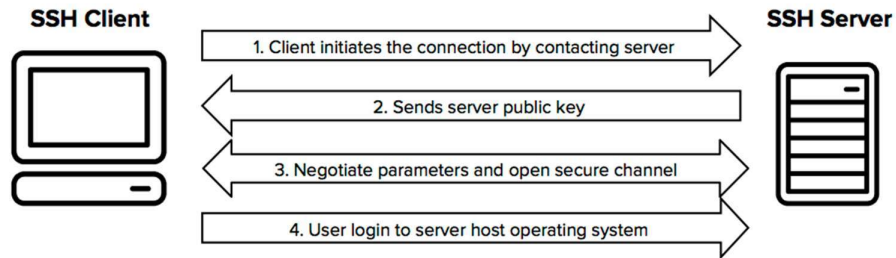 SSH Client
SSH Server
1. Client initiates the connection by contacting server
2. Sends server public key
3. Negotiate parameters and open secure channel
4. User login to server host operating system